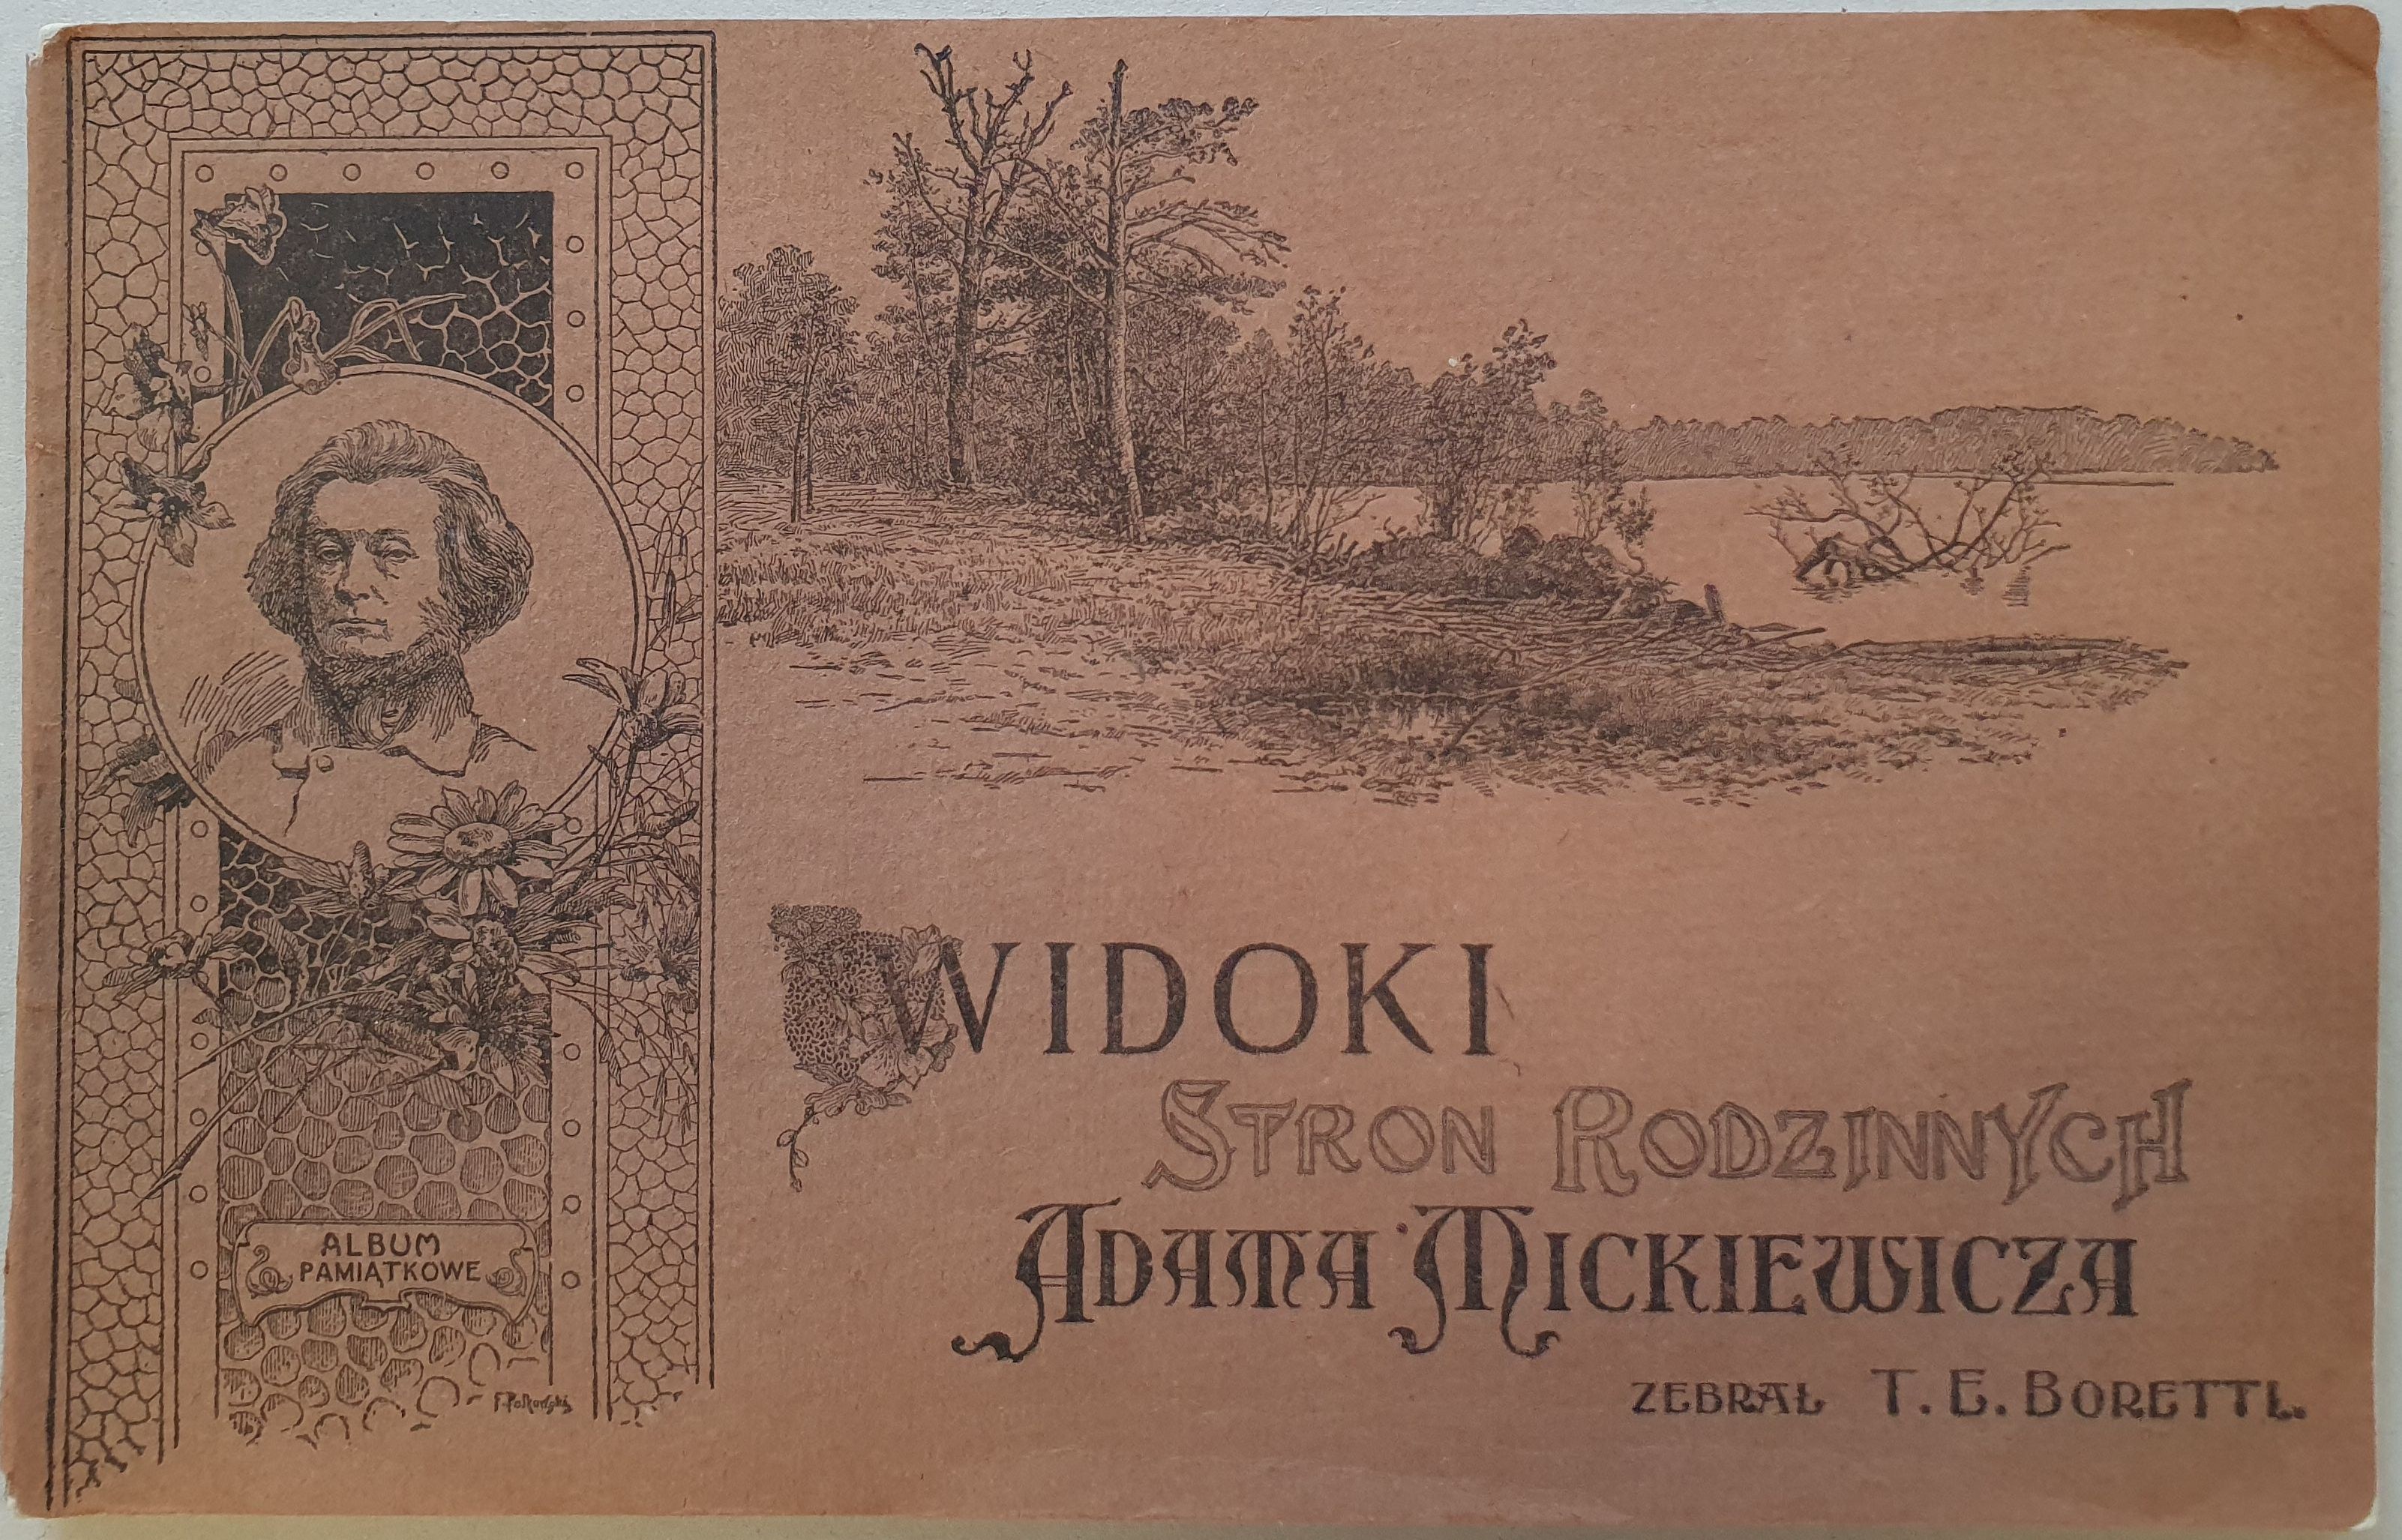 ALBUM
PAMIĄTKOWE
WIDOKI
STRON RODZINNYCH
ADAMA MICKIEWICZA
ZEBRAŁ T. E. BORETTI.